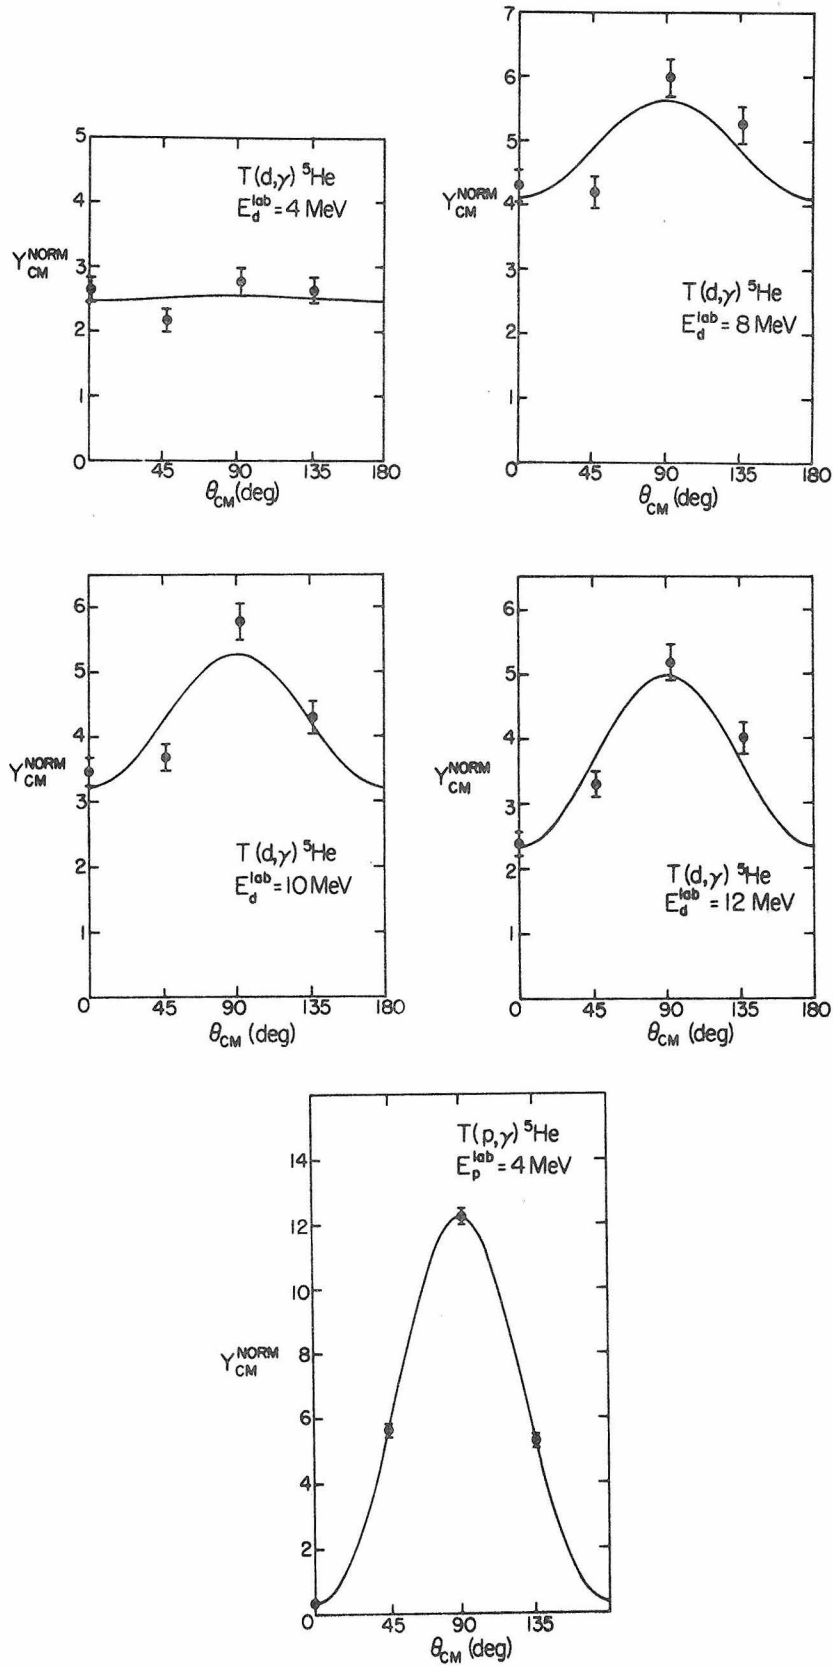 5
4
3
2
1
0
45
90
135
180
Y_CM^NORM
θ_CM(deg)
T(d,γ) ⁵He
E_d^lab = 4 MeV
7
6
5
4
3
2
1
0
45
90
135
180
Y_CM^NORM
θ_CM (deg)
T(d,γ) ⁵He
E_d^lab = 8 MeV
6
5
4
3
2
1
0
45
90
135
180
Y_CM^NORM
θ_CM (deg)
T(d,γ) ⁵He
E_d^lab = 10 MeV
6
5
4
3
2
1
0
45
90
135
180
Y_CM^NORM
θ_CM (deg)
T(d,γ) ⁵He
E_d^lab = 12 MeV
14
12
10
8
6
4
2
0
45
90
135
Y_CM^NORM
θ_CM (deg)
T(p,γ) ⁵He
E_p^lab = 4 MeV